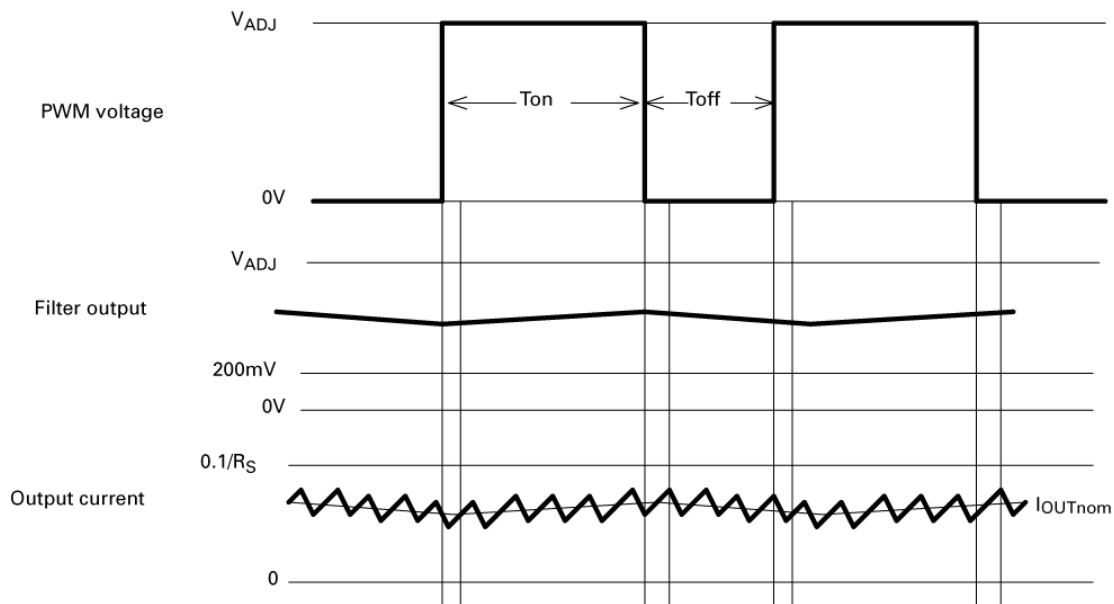 VADJ
Ton
Toff
PWM voltage
0V
VADJ
Filter output
200mV
0V
0.1/RS
Output current
IOUTnom
0